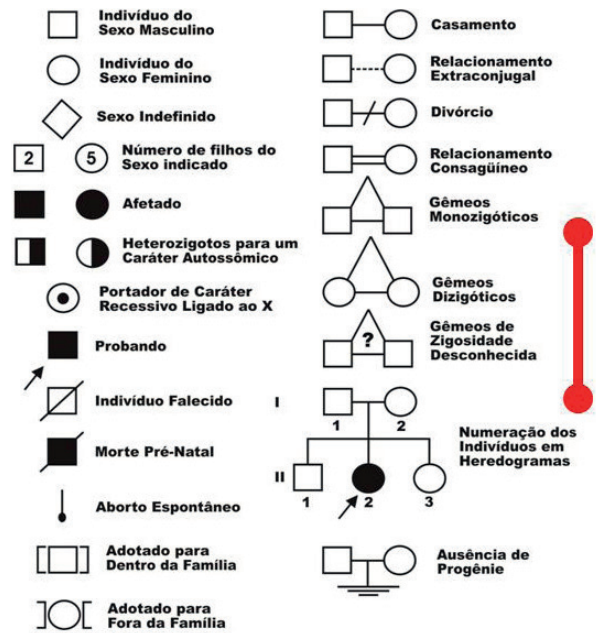 Indivíduo do
Sexo Masculino
Indivíduo do
Sexo Feminino
Sexo Indefinido
2
5
Número de filhos do
Sexo indicado
Afetado
Heterozigotos para um
Caráter Autossômico
Portador de Caráter
Recessivo Ligado ao X
Probando
Indivíduo Falecido
Morte Pré-Natal
Aborto Espontâneo
Adotado para
Dentro da Família
Adotado para
Fora da Família
Casamento
Relacionamento
Extraconjugal
Divórcio
Relacionamento
Consagüíneo
Gêmeos
Monozigóticos
Gêmeos
Dizigóticos
?
Gêmeos de
Zigosidade
Desconhecida
I
1
2
Numeração dos
Indivíduos em
Heredogramas
II
1
2
3
Ausência de
Progênie